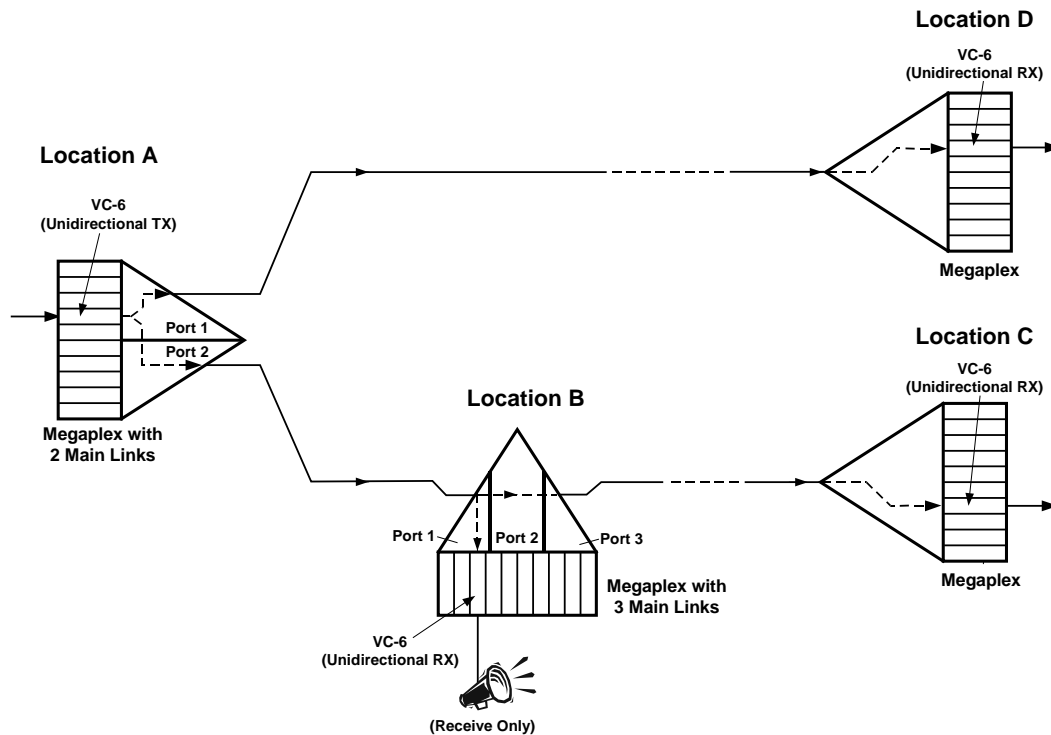 Location D
VC-6
(Unidirectional RX)
Megaplex
Location A
VC-6
(Unidirectional TX)
Port 1
Port 2
Megaplex with
2 Main Links
Location B
Port 1
Port 2
Port 3
Megaplex with
3 Main Links
VC-6
(Unidirectional RX)
(Receive Only)
Location C
VC-6
(Unidirectional RX)
Megaplex